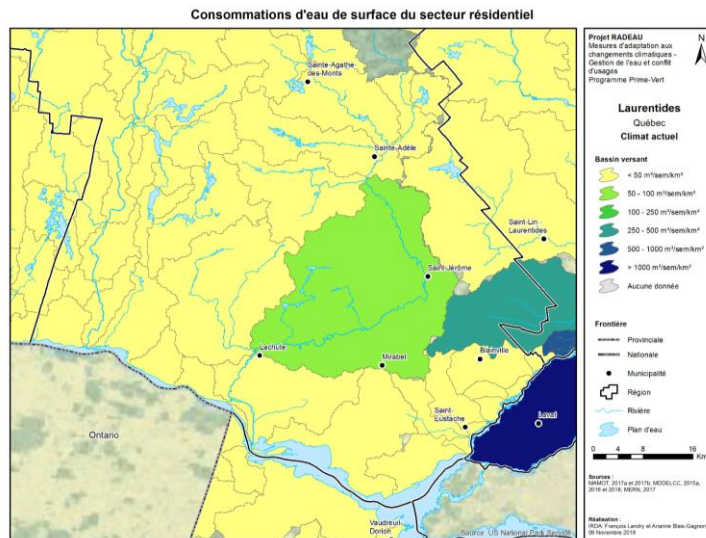 Consommations d'eau de surface du secteur résidentiel
Sainte-Agathe
-des-Monts
Sainte-Adèle
Saint-Lin -
Laurentides
Saint-Jérôme
Lachute
Mirabel
Blainville
Saint-
Eustache
Laval
Ontario
Vaudreuil-
Dorion
Source: US National Park Service
Projet RADEAU
Mesures d'adaptation aux
changements climatiques -
Gestion de l'eau et conflit
d'usages
Programme Prime-Vert
N
Laurentides
Québec
Climat actuel
Bassin versant
< 50 m³/sem/km²
50 - 100 m³/sem/km²
100 - 250 m³/sem/km²
250 - 500 m³/sem/km²
500 - 1000 m³/sem/km²
> 1000 m³/sem/km²
Aucune donnée
Frontière
Provinciale
Nationale
Municipalité
Région
Rivière
Plan d'eau
0 4 8 16
Km
Sources :
MAMOT, 2017a et 2017b, MDDELCC, 2015a,
2016 et 2018; MERN, 2017
Réalisation :
IRDA: François Landry et Arianne Blais-Gagnon
06 Novembre 2018